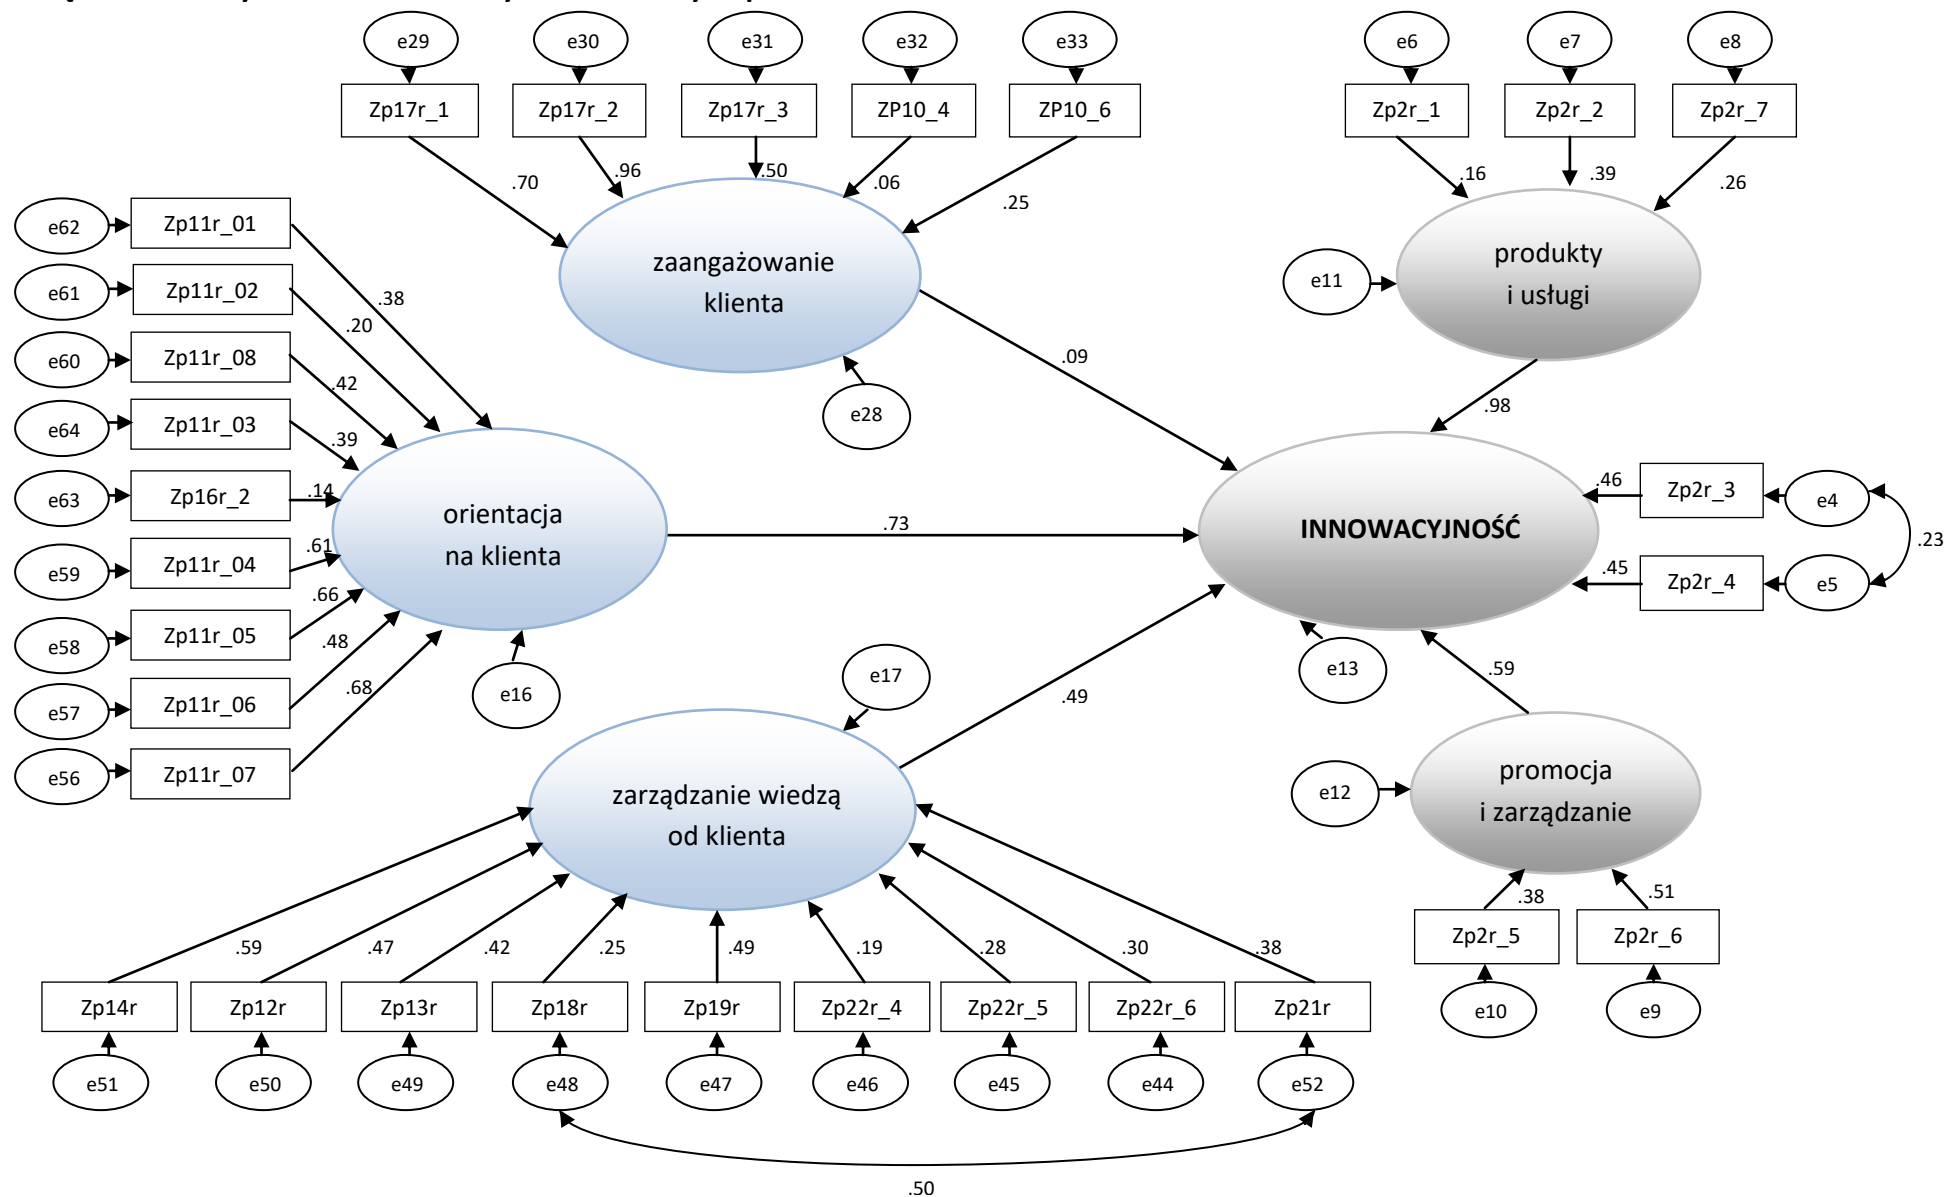 e29
e30
e31
e32
e33
e6
e7
e8
Zp17r_1
Zp17r_2
Zp17r_3
ZP10_4
ZP10_6
Zp2r_1
Zp2r_2
Zp2r_7
.70
.96
.50
.06
.25
.16
.39
.26
e62
Zp11r_01
e61
Zp11r_02
e60
Zp11r_08
e64
Zp11r_03
e63
Zp16r_2
e59
Zp11r_04
e58
Zp11r_05
e57
Zp11r_06
e56
Zp11r_07
.38
.20
.42
.39
.14
.61
.66
.48
.68
zaangażowanie
klienta
e28
.09
e11
produkty
i usługi
.98
orientacja
na klienta
e16
.73
INNOWACYJNOŚĆ
e13
.46
Zp2r_3
e4
.45
Zp2r_4
e5
.23
e17
.49
.59
zarządzanie wiedzą
od klienta
e12
promocja
i zarządzanie
.38
.51
Zp2r_5
Zp2r_6
e10
e9
.59
.47
.42
.25
.49
.19
.28
.30
.38
Zp14r
Zp12r
Zp13r
Zp18r
Zp19r
Zp22r_4
Zp22r_5
Zp22r_6
Zp21r
e51
e50
e49
e48
e47
e46
e45
e44
e52
.50